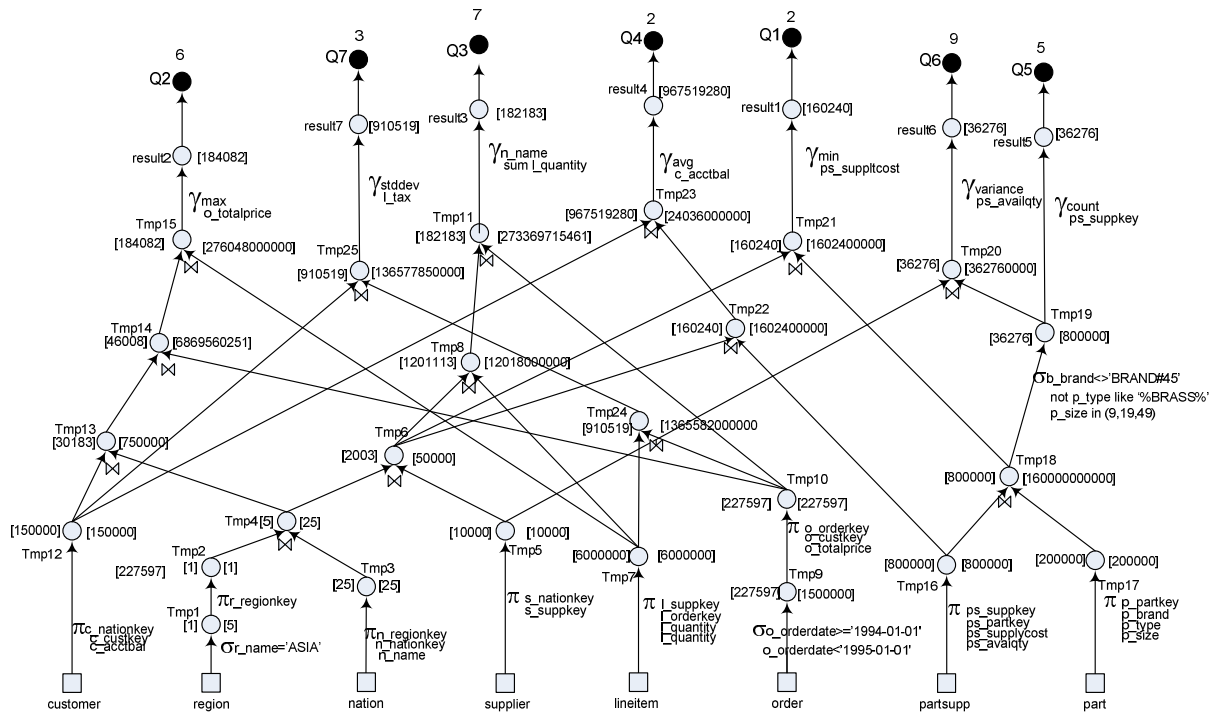 7
2
2
3
9
6
5
Q3
Q4
Q1
Q7
Q6
Q5
Q2
result4 [967519280]
result1 [160240]
result3 [182183]
result7 [910519]
result6 [36276]
result5 [36276]
result2 [184082]
γn_name
sum l_quantity
γavg
c_acctbal
γmin
ps_suppltcost
γstddev
l_tax
γvariance
ps_availqty
γcount
ps_suppkey
γmax
o_totalprice
Tmp23
[967519280] [24036000000]
Tmp15
[184082] [276048000000]
Tmp11
[182183] [273369715461]
Tmp21
[160240] [1602400000]
Tmp25
[910519] [136577850000]
Tmp20
[36276] [362760000]
⋈
⋈
⋈
⋈
⋈
⋈
Tmp22
[160240] [1602400000]
⋈
Tmp19
[36276] [800000]
Tmp14
[46008] [6869560251]
⋈
Tmp8
[1201113] [12018000000]
⋈
σb_brand<>'BRAND#45'
not p_type like '%BRASS%'
p_size in (9,19,49)
Tmp24
[910519] [1365582000000
⋈
Tmp13
[30183] [750000]
⋈
Tmp6
[2003] [50000]
⋈
Tmp18
[800000] [160000000000]
⋈
Tmp10
[227597] [227597]
π o_orderkey
o_custkey
o_totalprice
Tmp4 [5] [25]
⋈
[150000] [150000]
Tmp12
[10000] [10000]
Tmp5
[6000000] [6000000]
Tmp7
[800000] [800000]
Tmp16
[200000] [200000]
Tmp17
Tmp2
[227597] [1] [1]
Tmp3
[25] [25]
Tmp9
[227597] [1500000]
πr_regionkey
π s_nationkey
s_suppkey
π l_suppkey
l_orderkey
l_quantity
l_quantity
π ps_suppkey
ps_partkey
ps_supplycost
ps_avalqty
π p_partkey
p_brand
p_type
p_size
Tmp1
[1] [5]
πc_nationkey
c_custkey
c_acctbal
σr_name='ASIA'
πn_regionkey
n_nationkey
n_name
σo_orderdate>='1994-01-01'
o_orderdate<'1995-01-01'
customer
region
nation
supplier
lineitem
order
partsupp
part